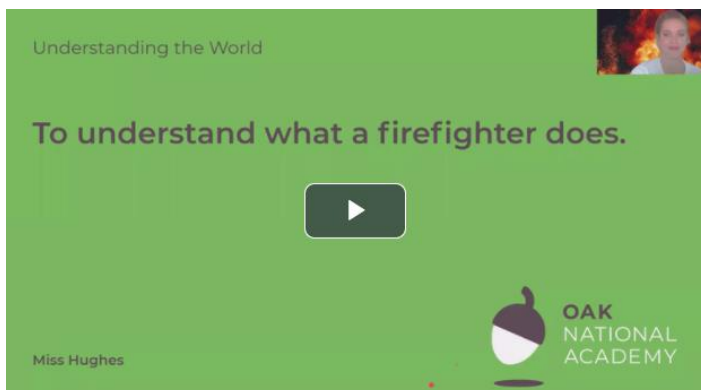 Understanding the World
To understand what a firefighter does.
OAK
NATIONAL
ACADEMY
Miss Hughes